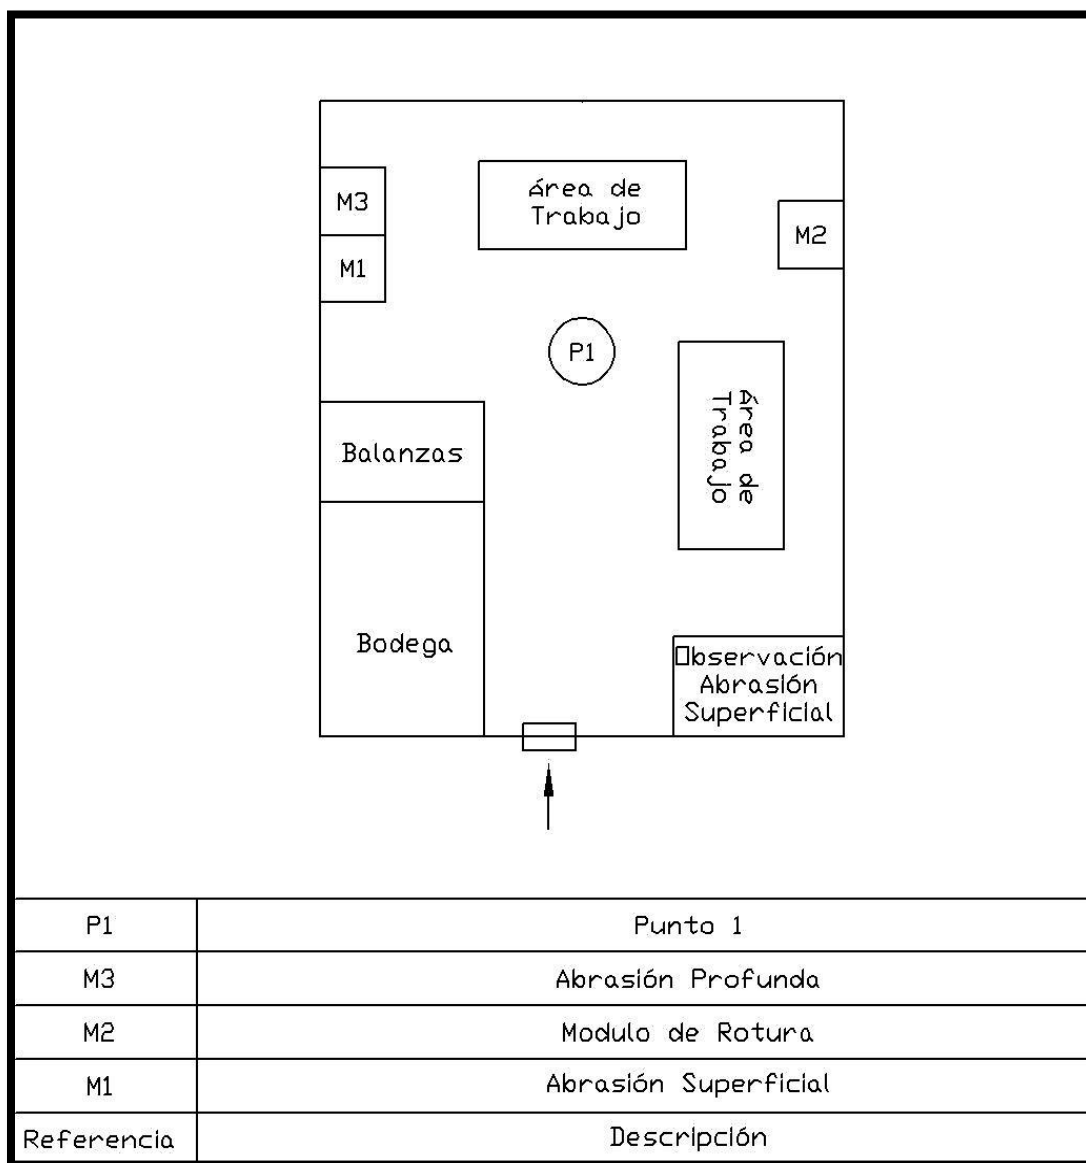 Área de
Trabajo
M3
M2
M1
P1
Área de
Trabajo
Balanzas
Bodega
Observación
Abrasión
Superficial
P1 Punto 1
M3 Abrasión Profunda
M2 Modulo de Rotura
M1 Abrasión Superficial
Referencia Descripción